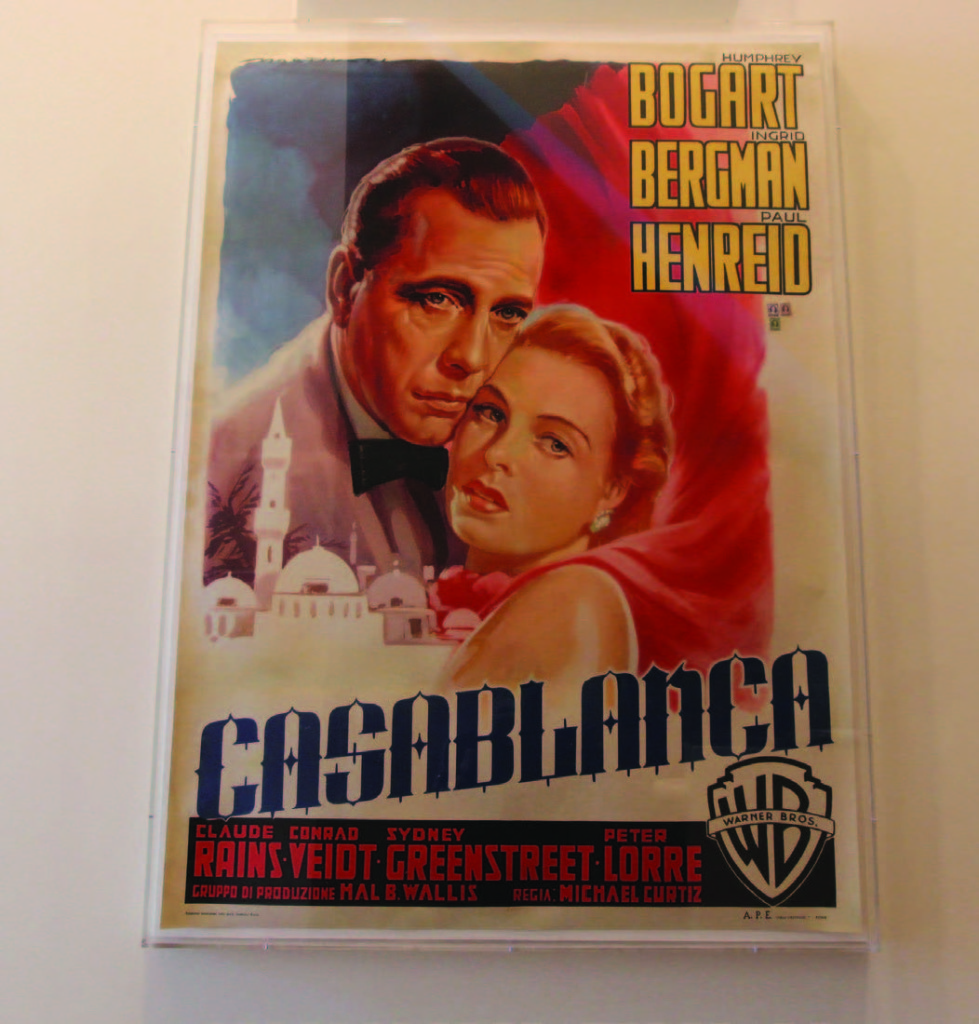 HUMPHREY
BOGART
INGRID
BERGMAN
PAUL
HENREID
CASABLANCA
WB
WARNER BROS.
CLAUDE CONRAD SYDNEY PETER
RAINS·VEIDT·GREENSTREET·LORRE
GRUPPO DI PRODUZIONE HAL B. WALLIS REGIA: MICHAEL CURTIZ
A. P. E.